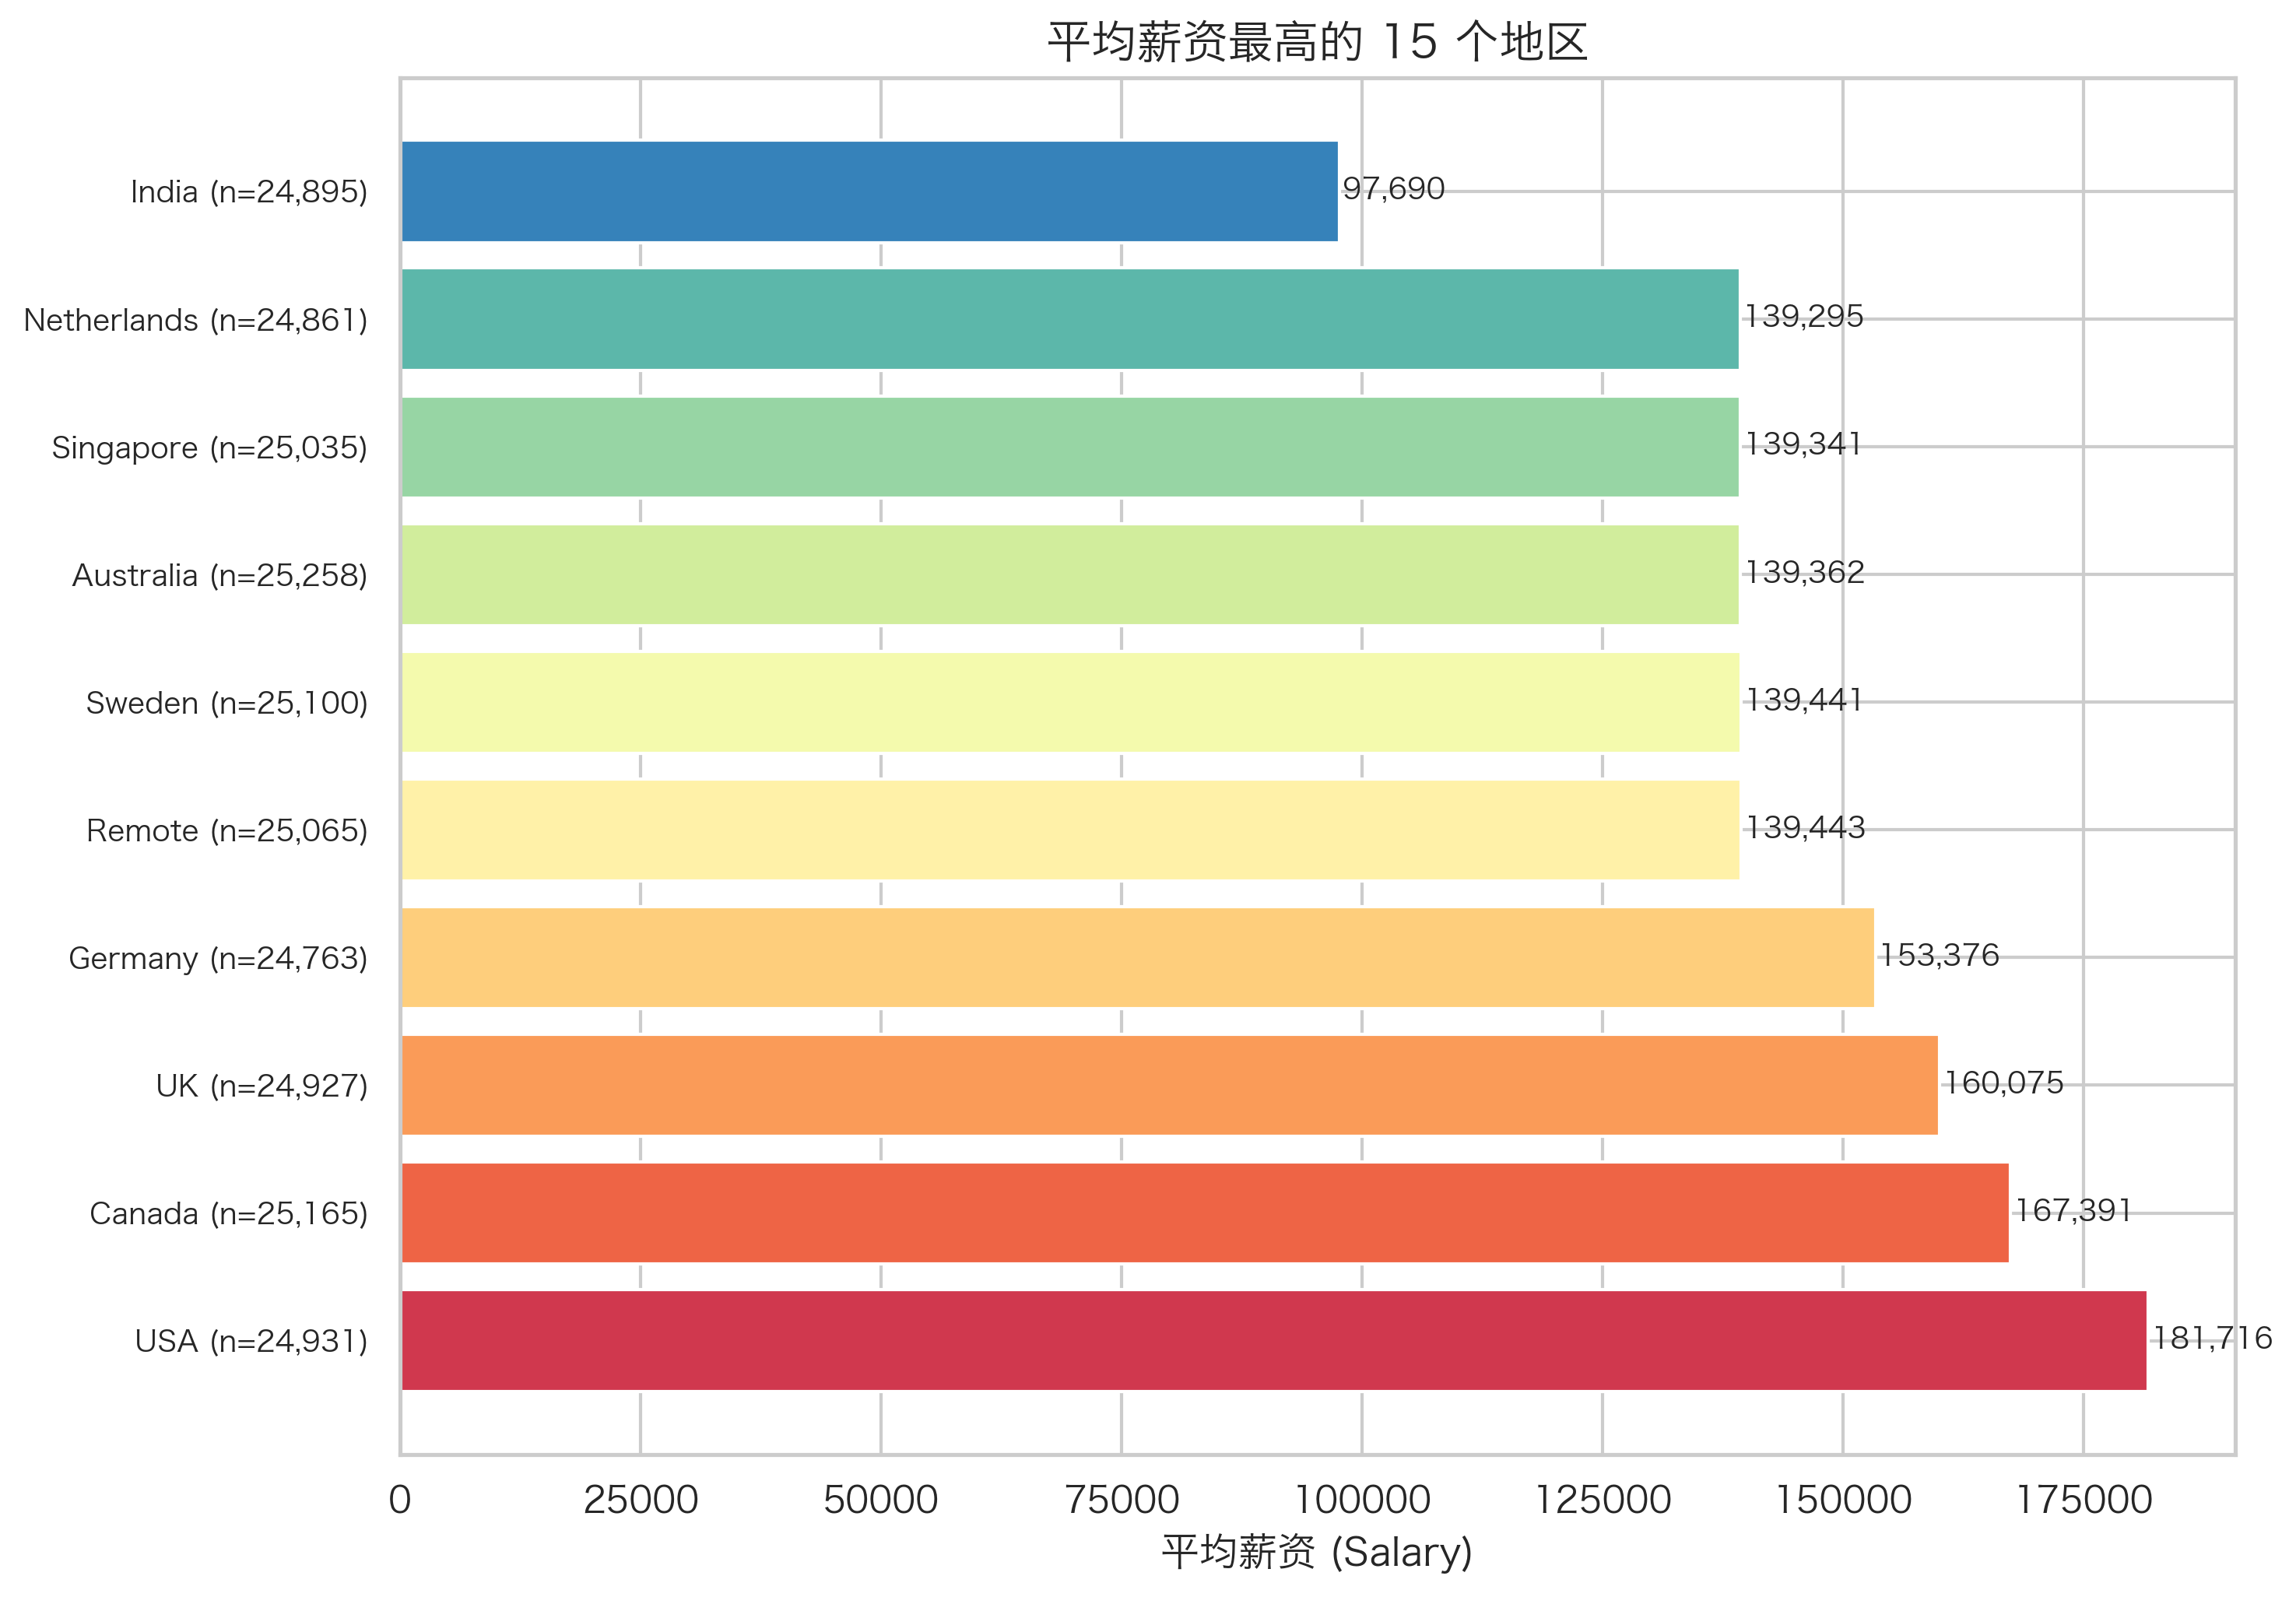 平均薪资最高的 15 个地区
India (n=24,895)
97,690
Netherlands (n=24,861)
139,295
Singapore (n=25,035)
139,341
Australia (n=25,258)
139,362
Sweden (n=25,100)
139,441
Remote (n=25,065)
139,443
Germany (n=24,763)
153,376
UK (n=24,927)
160,075
Canada (n=25,165)
167,391
USA (n=24,931)
181,716
0 25000 50000 75000 100000 125000 150000 175000
平均薪资 (Salary)